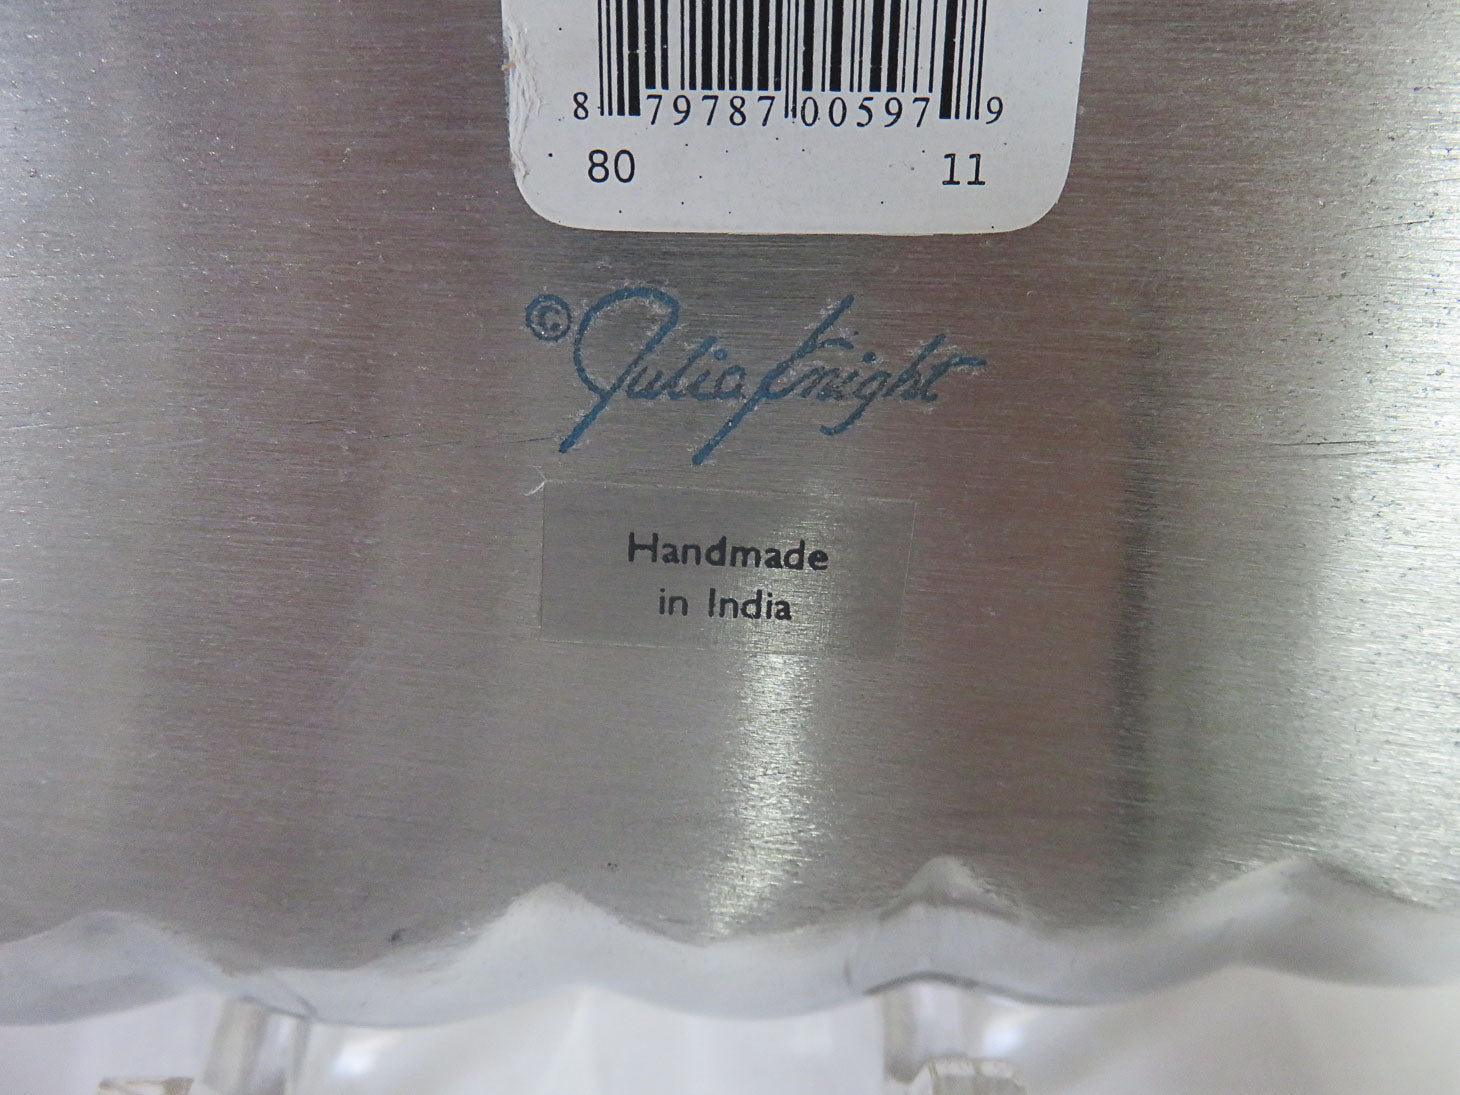 8 79787 00597 9
80 11
© Julia Knight
Handmade
in India